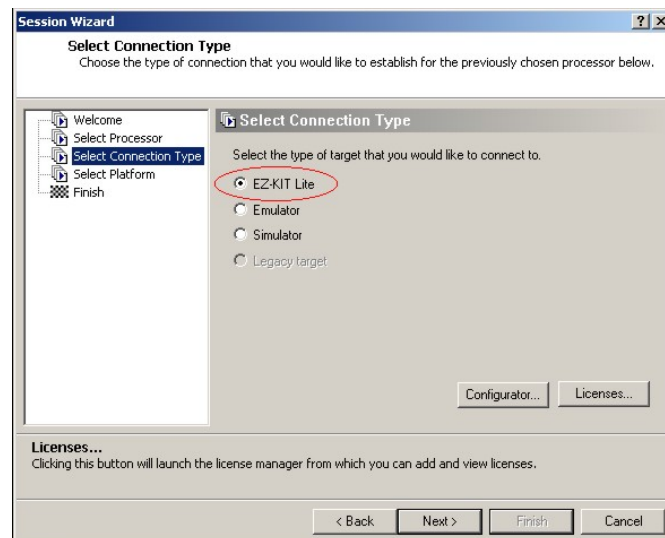 Session Wizard
Select Connection Type
Choose the type of connection that you would like to establish for the previously chosen processor below.
Welcome
Select Processor
Select Connection Type
Select Platform
Finish
Select Connection Type
Select the type of target that you would like to connect to.
EZ-KIT Lite
Emulator
Simulator
Legacy target
Configurator...
Licenses...
Licenses...
Clicking this button will launch the license manager from which you can add and view licenses.
< Back
Next >
Finish
Cancel